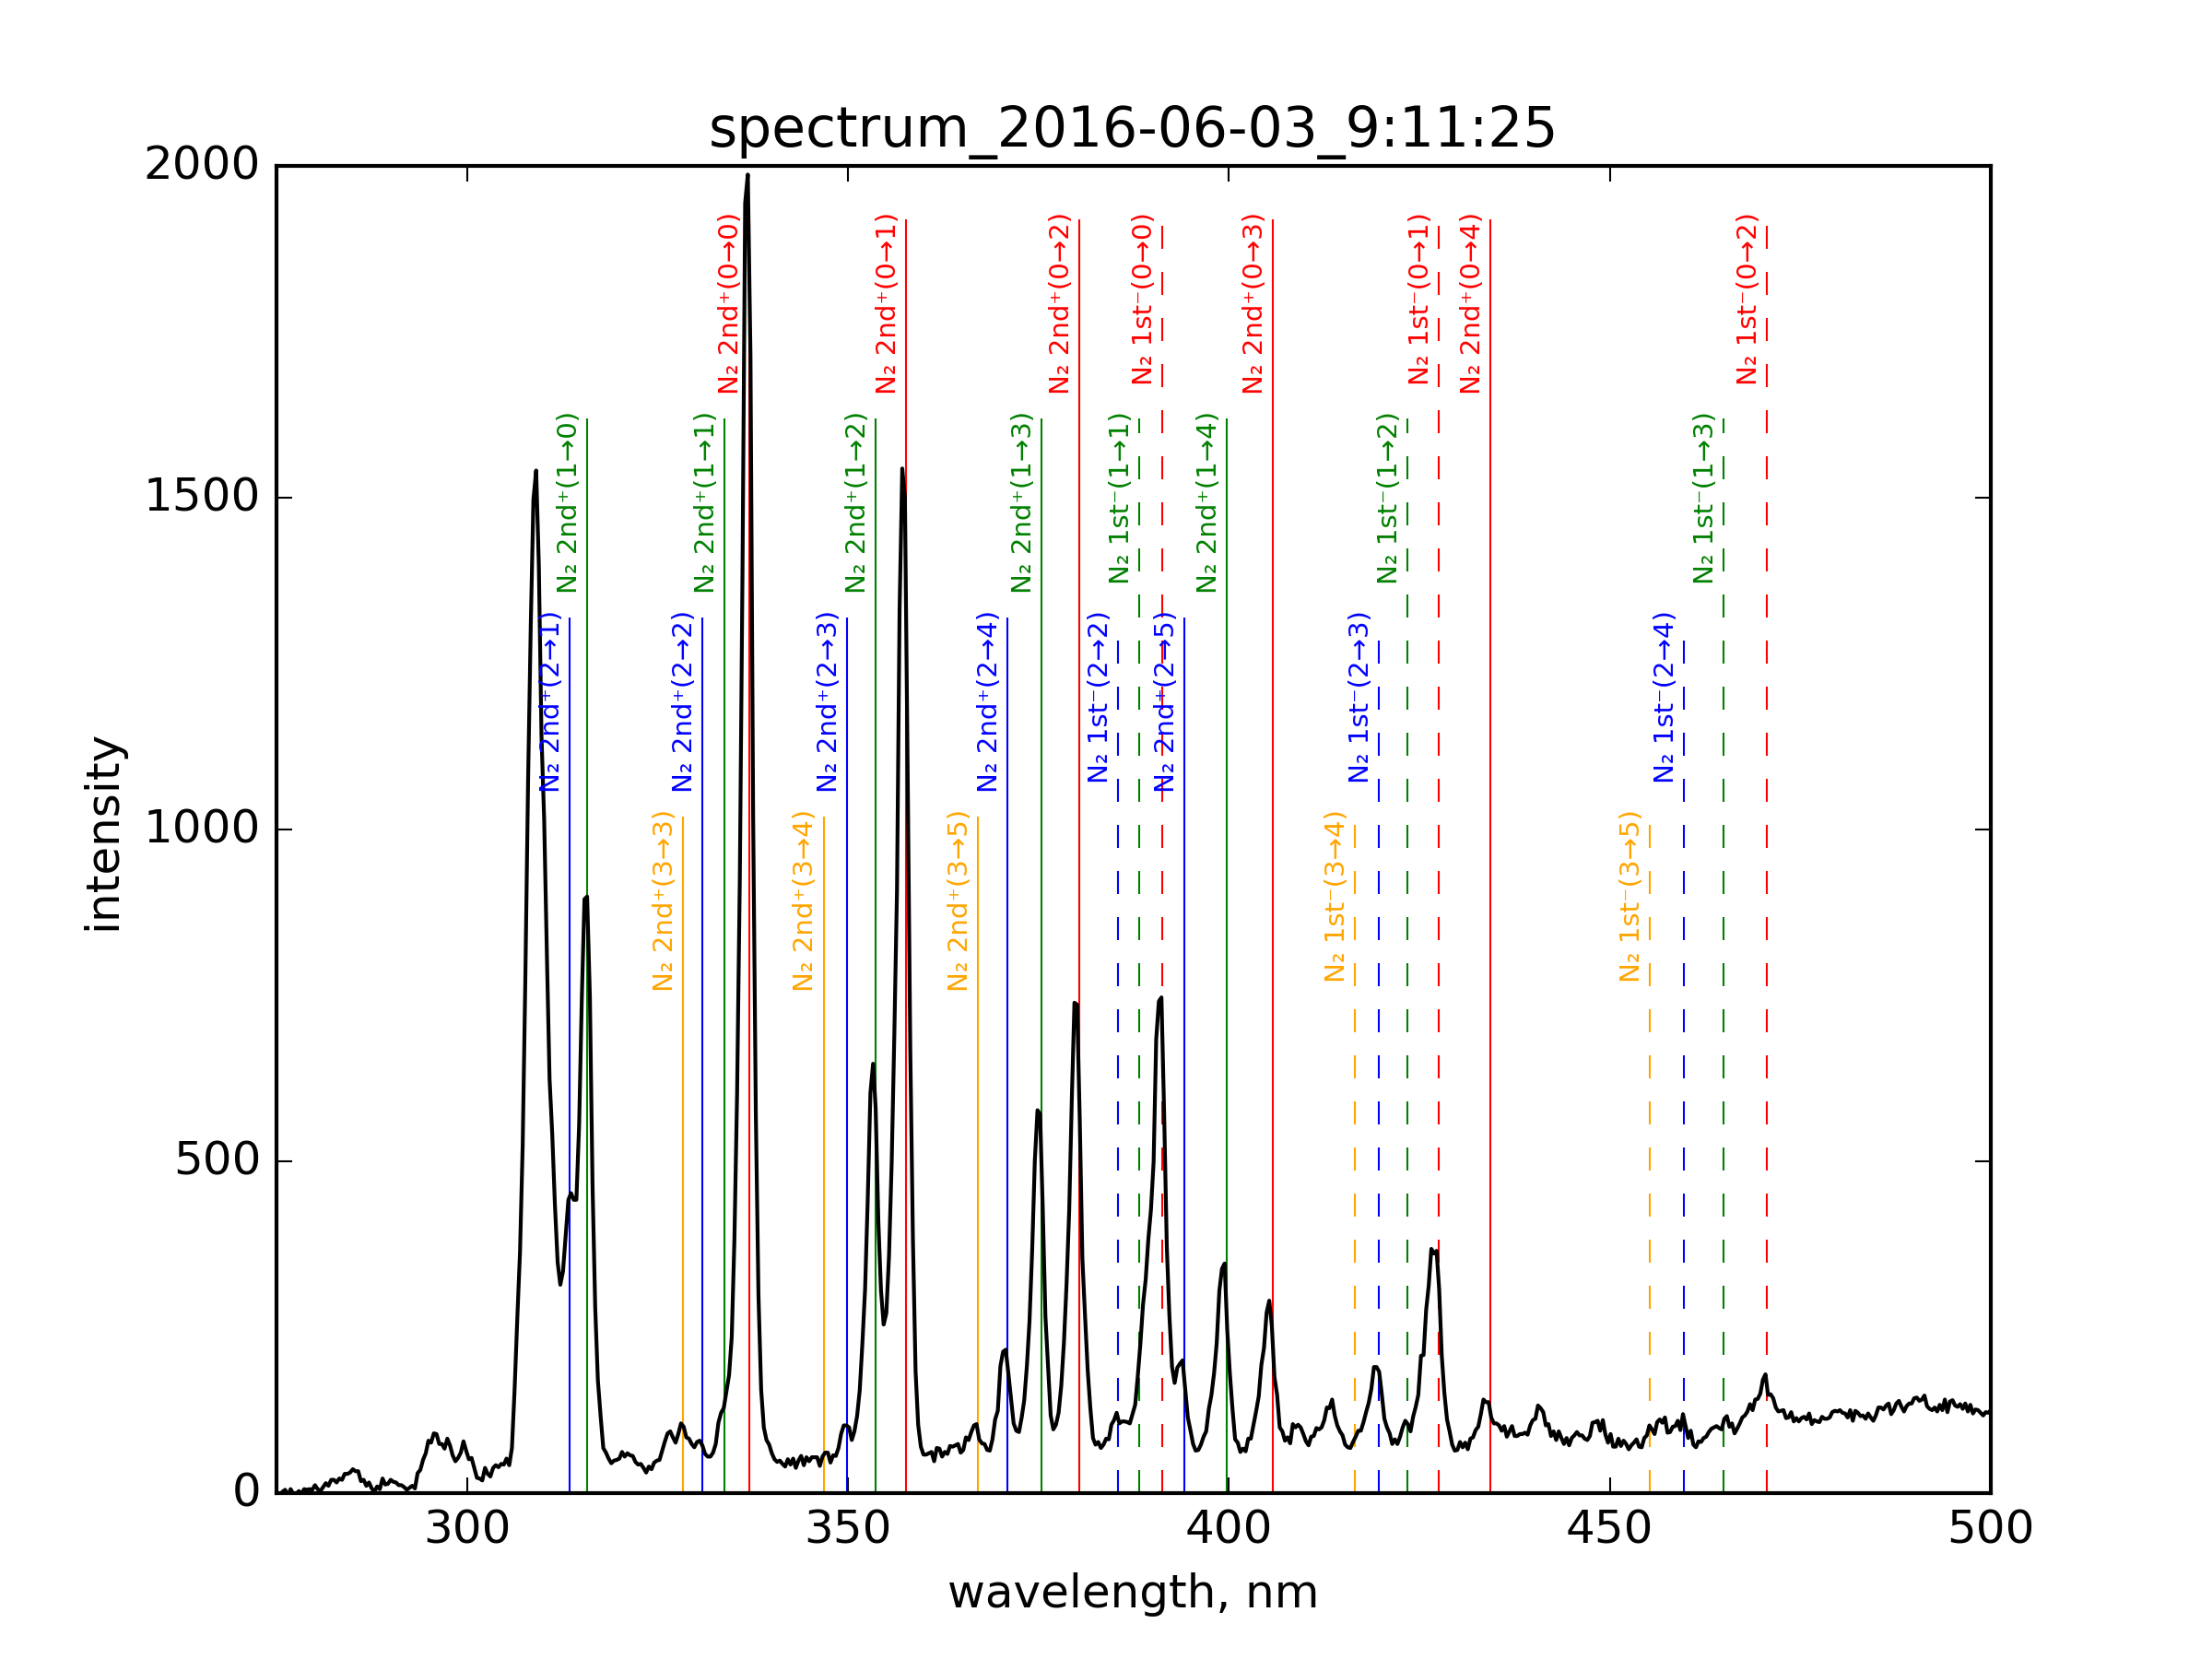 spectrum_2016-06-03_9:11:25
2000
1500
1000
500
0
intensity
N₂ 2nd⁺(0→0)
N₂ 2nd⁺(0→1)
N₂ 2nd⁺(0→2)
N₂ 1st⁻(0→0)
N₂ 2nd⁺(0→3)
N₂ 1st⁻(0→1)
N₂ 2nd⁺(0→4)
N₂ 1st⁻(0→2)
N₂ 2nd⁺(1→0)
N₂ 2nd⁺(1→1)
N₂ 2nd⁺(1→2)
N₂ 2nd⁺(1→3)
N₂ 1st⁻(1→1)
N₂ 2nd⁺(1→4)
N₂ 1st⁻(1→2)
N₂ 1st⁻(1→3)
N₂ 2nd⁺(2→1)
N₂ 2nd⁺(2→2)
N₂ 2nd⁺(2→3)
N₂ 2nd⁺(2→4)
N₂ 1st⁻(2→2)
N₂ 2nd⁺(2→5)
N₂ 1st⁻(2→3)
N₂ 1st⁻(2→4)
N₂ 2nd⁺(3→3)
N₂ 2nd⁺(3→4)
N₂ 2nd⁺(3→5)
N₂ 1st⁻(3→4)
N₂ 1st⁻(3→5)
300
350
400
450
500
wavelength, nm